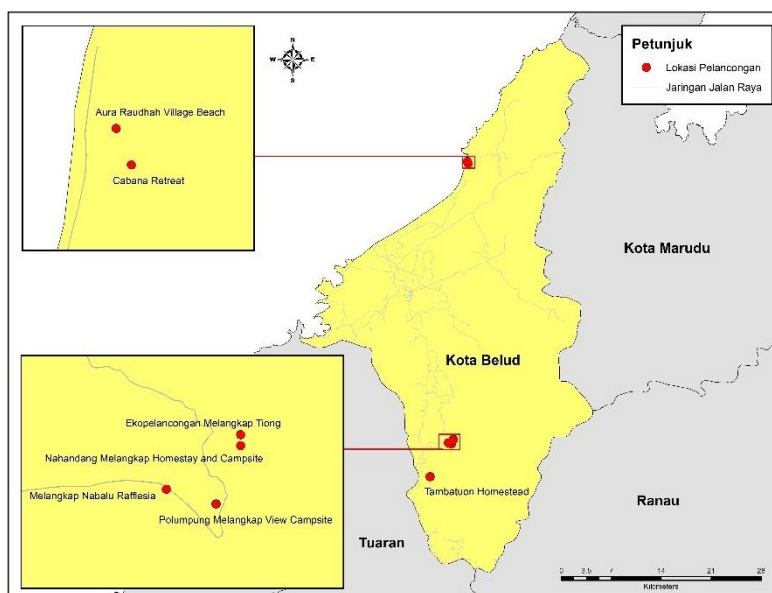 Aura Raudhah Village Beach
Cabana Retreat
N
W E
S
Petunjuk
Lokasi Pelancongan
Jaringan Jalan Raya
Kota Marudu
Kota Belud
Ekopelancongan Melangkap Tiong
Nahandang Melangkap Homestay and Campsite
Melangkap Nabalu Rafflesia
Polumpung Melangkap View Campsite
Tambatuon Homestead
Ranau
Tuaran
0 3.5 7 14 21 28
Kilometers